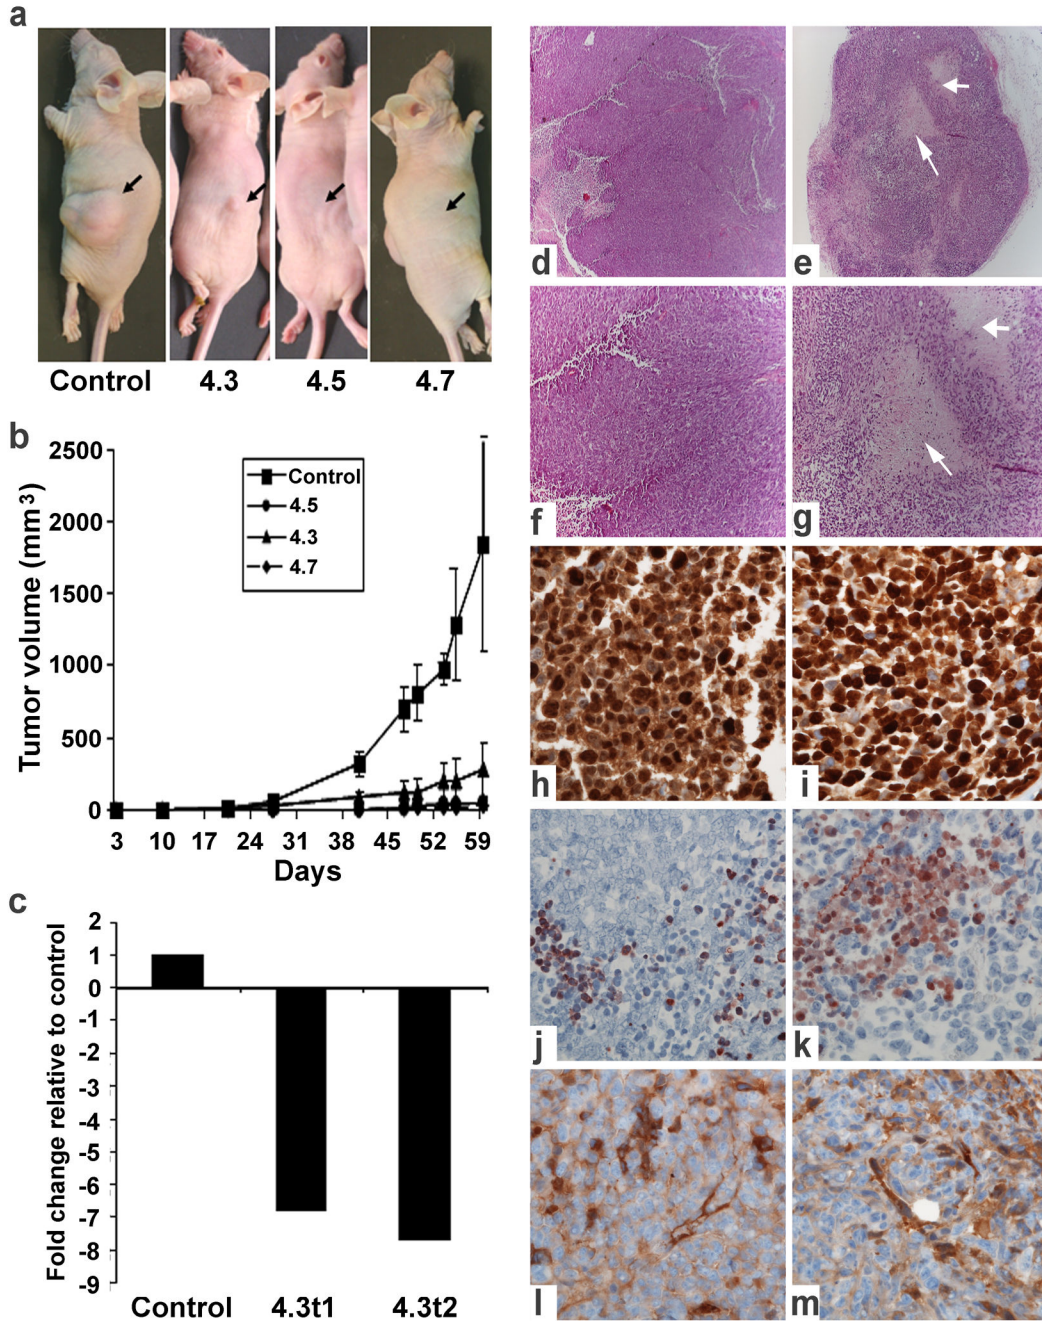 a
Control 4.3 4.5 4.7
b
Tumor volume (mm3)
2500
2000
1500
1000
500
0
Control
4.5
4.3
4.7
3 10 17 24 31 38 45 52 59
Days
c
Fold change relative to control
2
1
0
-1
-2
-3
-4
-5
-6
-7
-8
-9
Control 4.3t1 4.3t2
d e
f g
h i
j k
l m